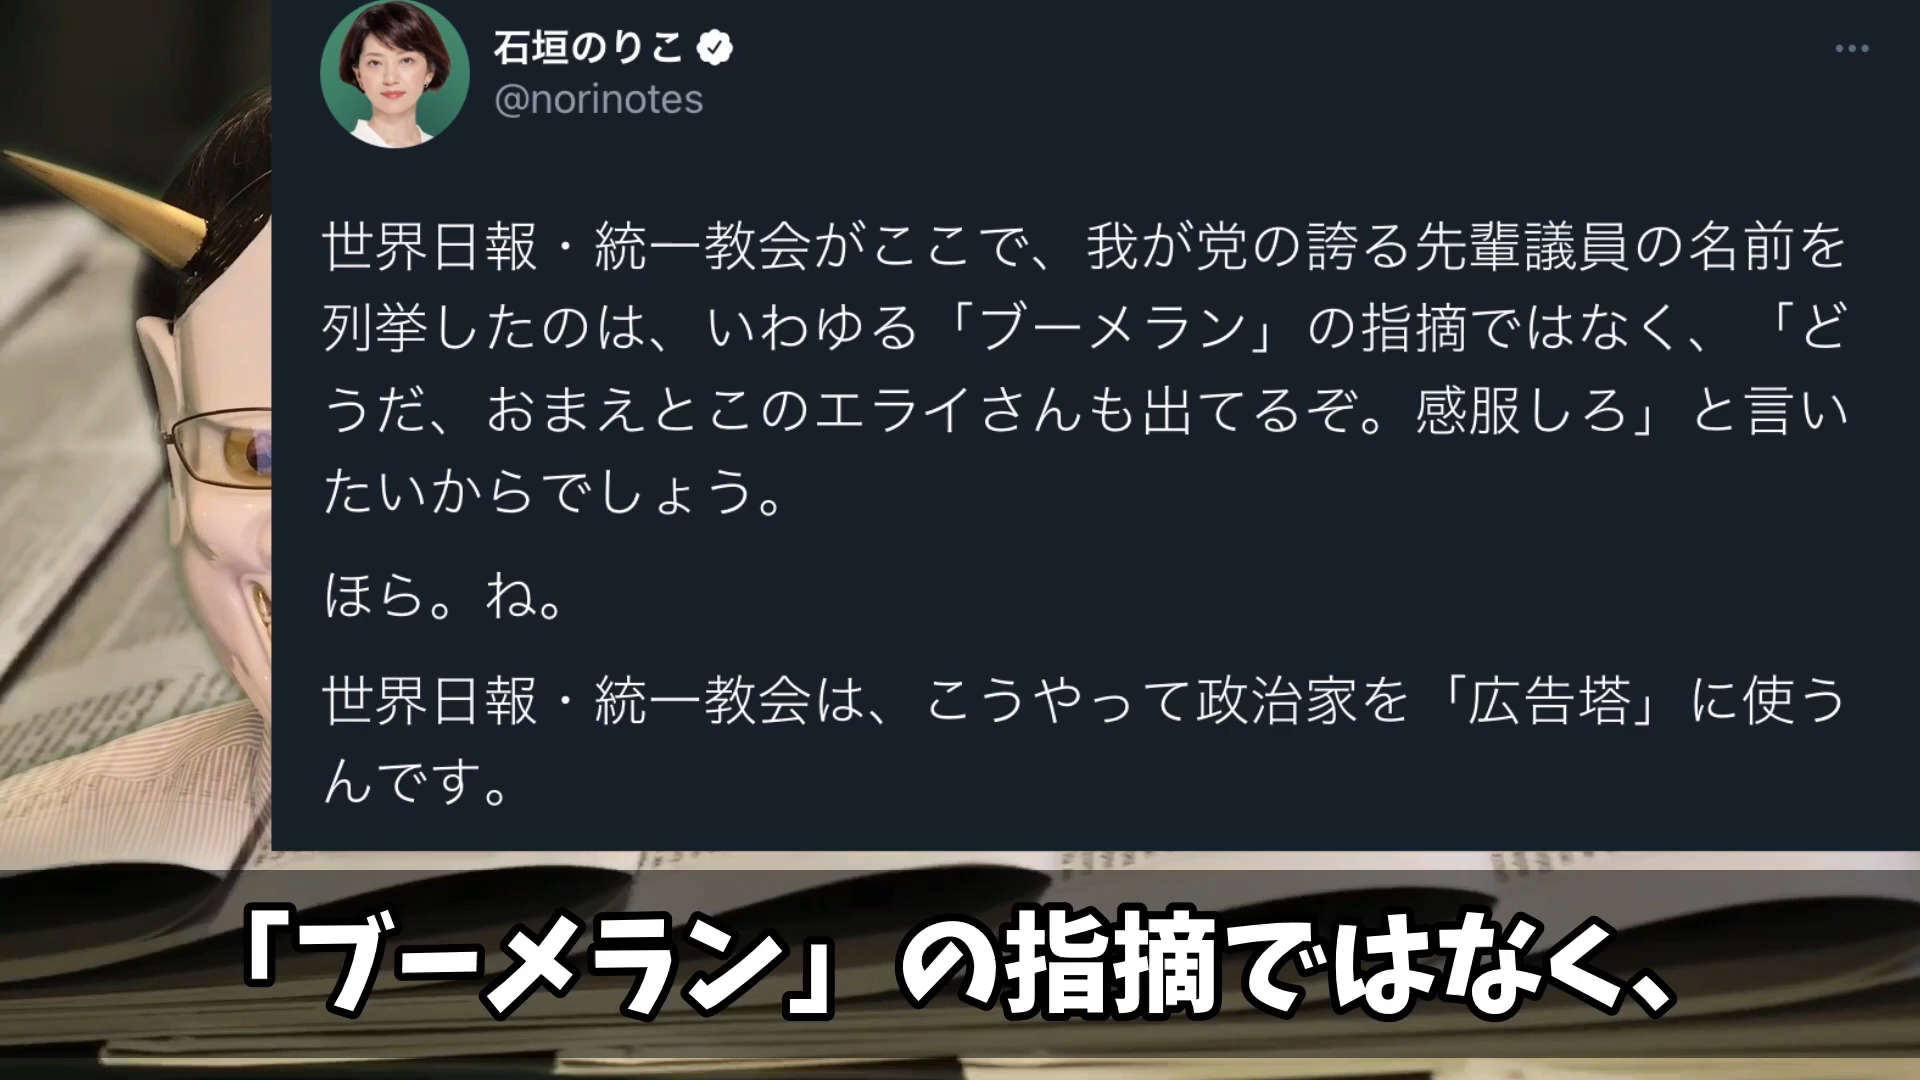 石垣のりこ
@norinotes
世界日報・統一教会がここで、我が党の誇る先輩議員の名前を
列挙したのは、いわゆる「ブーメラン」の指摘ではなく、「ど
うだ、おまえとこのエライさんも出てるぞ。感服しろ」と言い
たいからでしょう。
ほら。ね。
世界日報・統一教会は、こうやって政治家を「広告塔」に使う
んです。
「ブーメラン」の指摘ではなく、